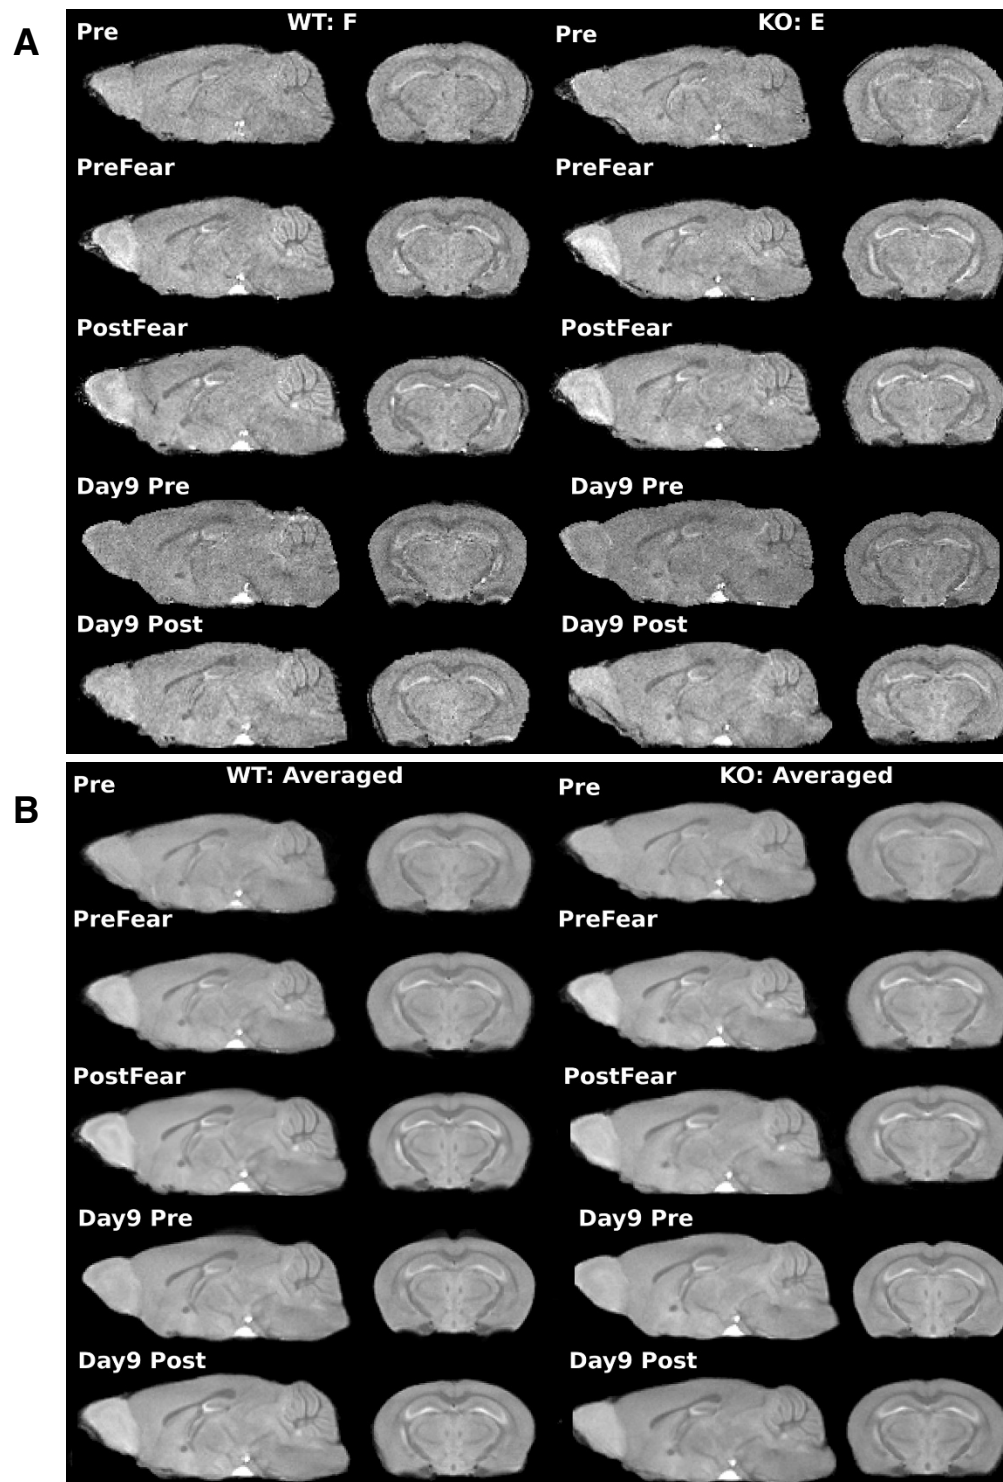 A
WT: F
KO: E
Pre
Pre
PreFear
PreFear
PostFear
PostFear
Day9 Pre
Day9 Pre
Day9 Post
Day9 Post
B
WT: Averaged
KO: Averaged
Pre
Pre
PreFear
PreFear
PostFear
PostFear
Day9 Pre
Day9 Pre
Day9 Post
Day9 Post